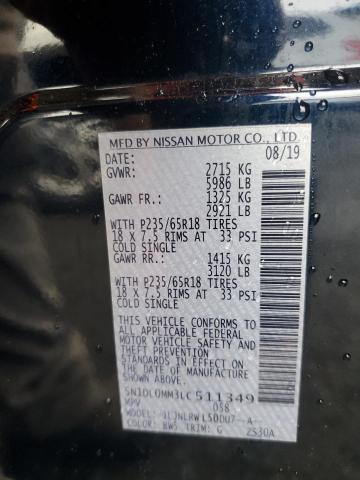 MFD BY NISSAN MOTOR CO., LTD.
DATE: 08/19
GVWR: 2715 KG
5986 LB
GAWR FR.: 1325 KG
2921 LB
WITH P235/65R18 TIRES
18 X 7.5 RIMS AT 33 PSI
COLD SINGLE
GAWR RR.: 1415 KG
3120 LB
WITH P235/65R18 TIRES
18 X 7.5 RIMS AT 33 PSI
COLD SINGLE
THIS VEHICLE CONFORMS TO
ALL APPLICABLE FEDERAL
MOTOR VEHICLE SAFETY AND
THEFT PREVENTION
STANDARDS IN EFFECT ON THE
DATE OF MANUFACTURE SHOWN
ABOVE.
5N1DL0MM3LC511349
MPV 058
COLOR: BW5 TRIM: G 2S30A